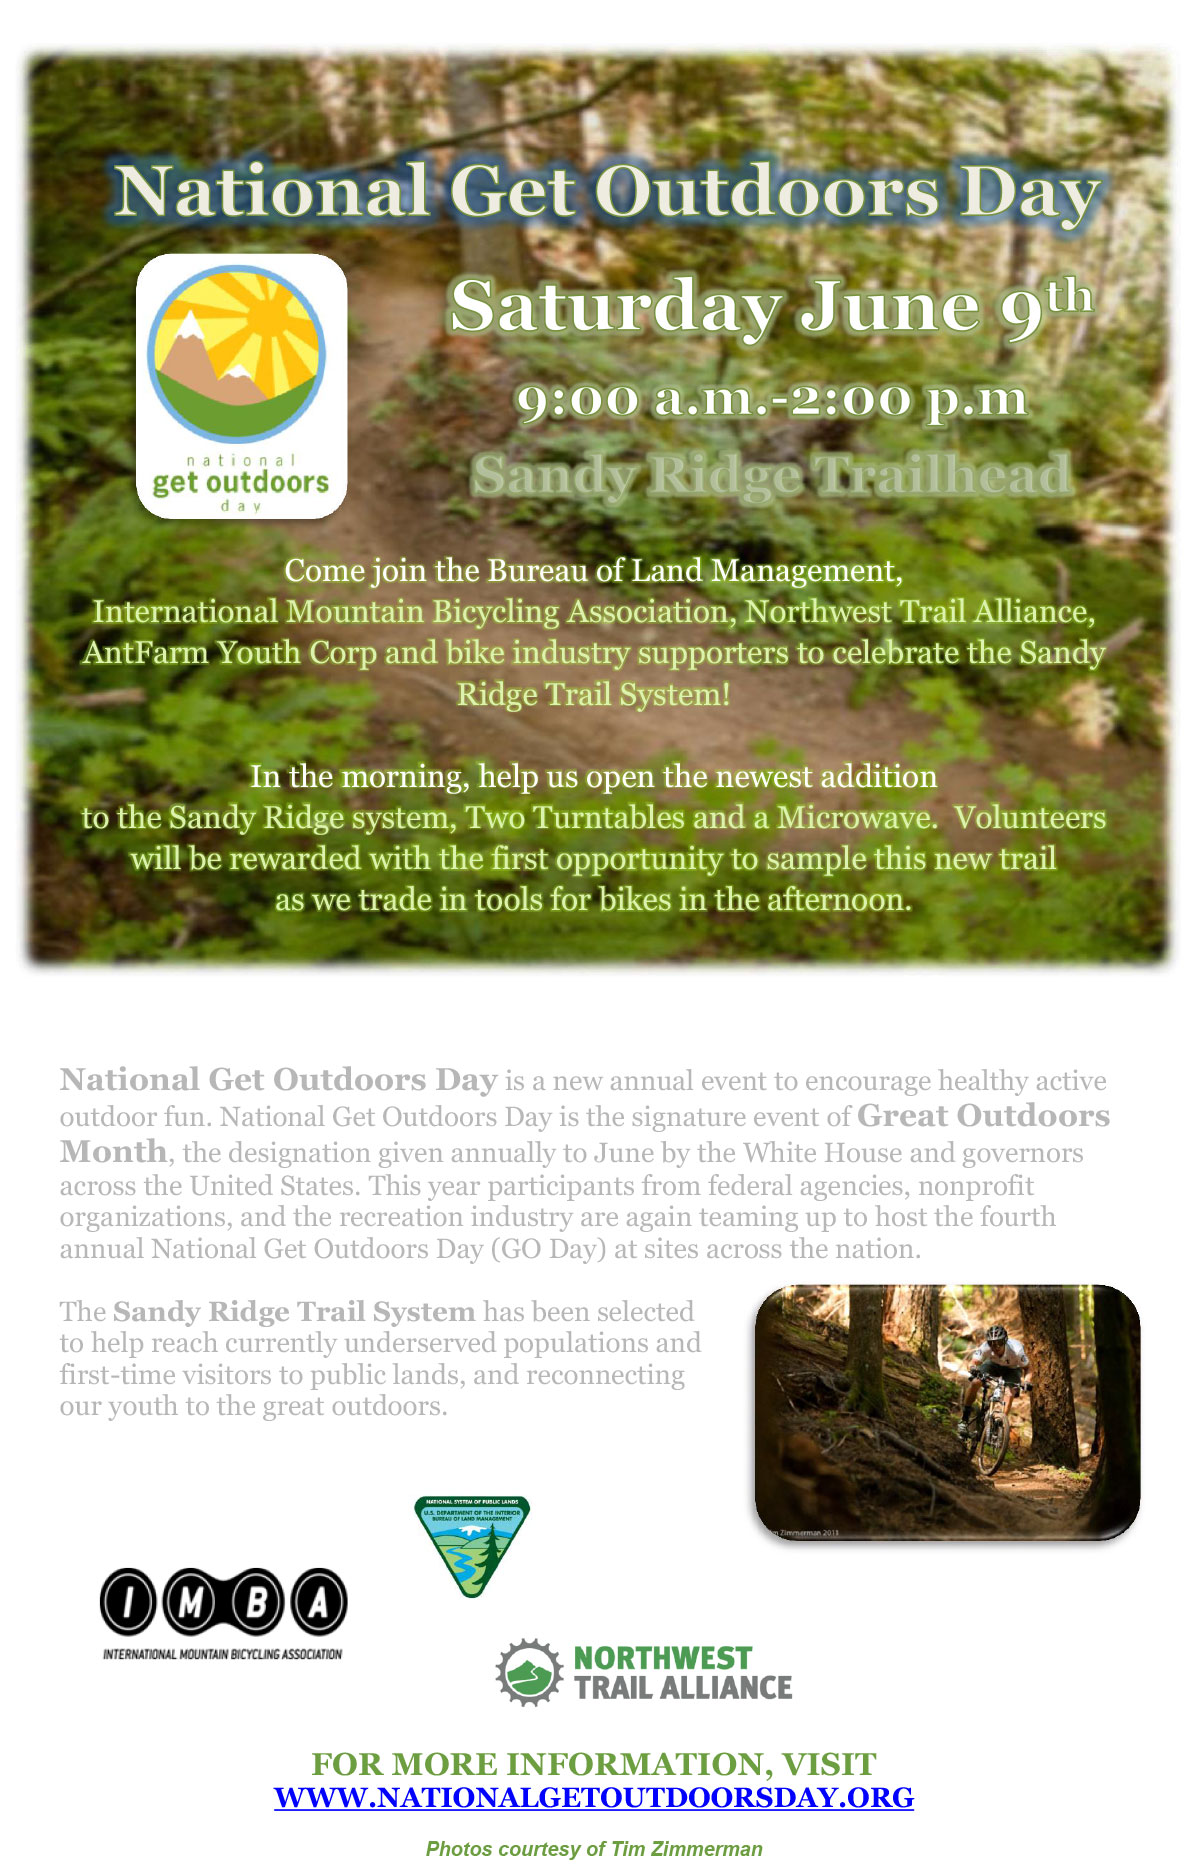 National Get Outdoors Day
Saturday June 9th
9:00 a.m.-2:00 p.m
Sandy Ridge Trailhead
national
get outdoors
day
Come join the Bureau of Land Management,
International Mountain Bicycling Association, Northwest Trail Alliance,
AntFarm Youth Corp and bike industry supporters to celebrate the Sandy
Ridge Trail System!
In the morning, help us open the newest addition
to the Sandy Ridge system, Two Turntables and a Microwave.  Volunteers
will be rewarded with the first opportunity to sample this new trail
as we trade in tools for bikes in the afternoon.
National Get Outdoors Day is a new annual event to encourage healthy active
outdoor fun. National Get Outdoors Day is the signature event of Great Outdoors
Month, the designation given annually to June by the White House and governors
across the United States. This year participants from federal agencies, nonprofit
organizations, and the recreation industry are again teaming up to host the fourth
annual National Get Outdoors Day (GO Day) at sites across the nation.
The Sandy Ridge Trail System has been selected
to help reach currently underserved populations and
first-time visitors to public lands, and reconnecting
our youth to the great outdoors.
Zimmerman 2011
NATIONAL SYSTEM OF PUBLIC LANDS
U.S. DEPARTMENT OF THE INTERIOR
BUREAU OF LAND MANAGEMENT
IMBA
INTERNATIONAL MOUNTAIN BICYCLING ASSOCIATION
NORTHWEST
TRAIL ALLIANCE
FOR MORE INFORMATION, VISIT
WWW.NATIONALGETOUTDOORSDAY.ORG
Photos courtesy of Tim Zimmerman